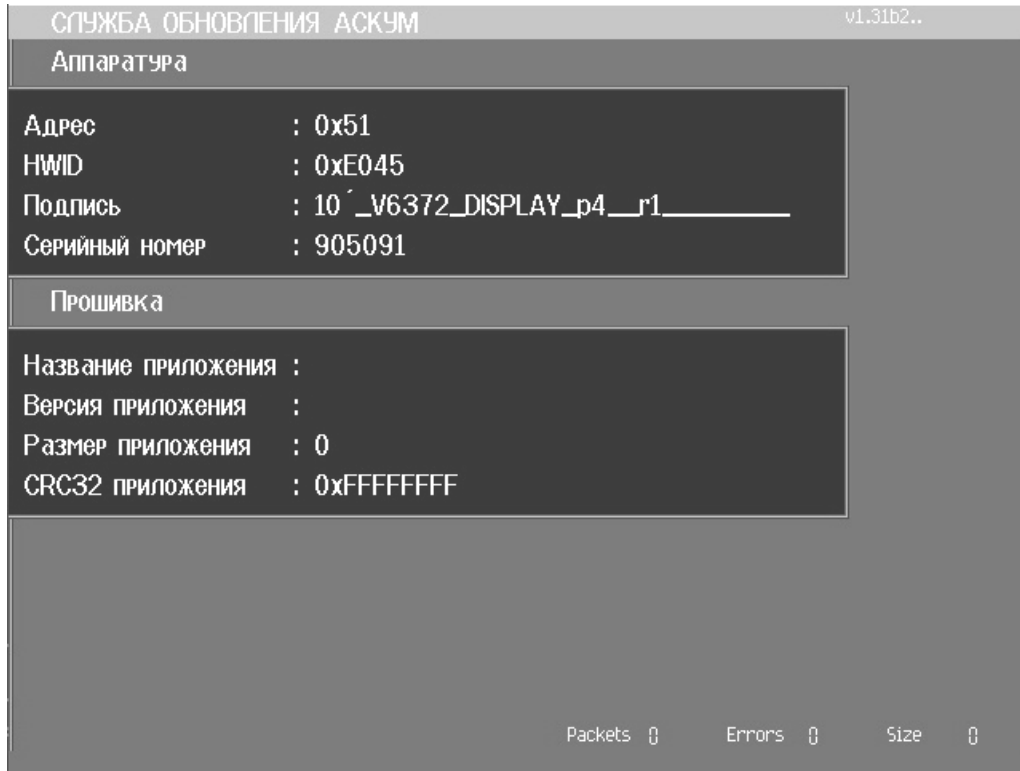 СЛУЖБА ОБНОВЛЕНИЯ АСКУМ v1.31b2..
Аппаратура
Адрес : 0x51
HWID : 0xE045
Подпись : 10´_V6372_DISPLAY_p4__r1_________
Серийный номер : 905091
Прошивка
Название приложения :
Версия приложения :
Размер приложения : 0
CRC32 приложения : 0xFFFFFFFF
Packets 0 Errors 0 Size 0